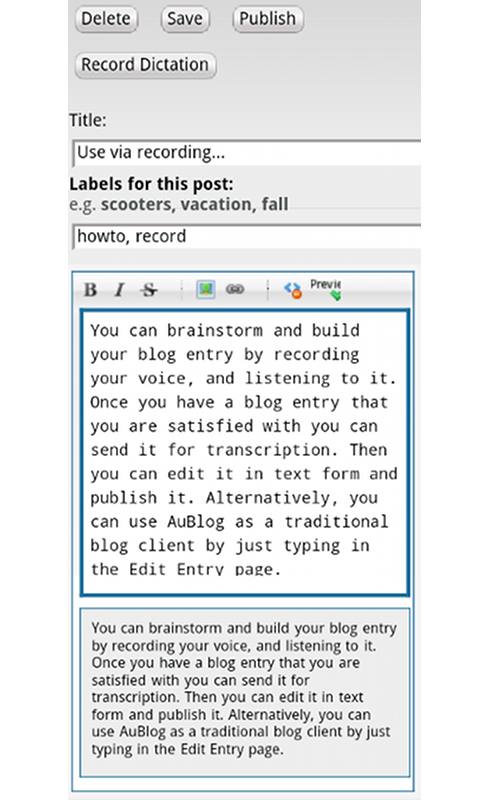 Delete Save Publish
Record Dictation
Title:
Use via recording...
Labels for this post:
e.g. scooters, vacation, fall
howto, record
B I S Previe
You can brainstorm and build
your blog entry by recording
your voice, and listening to it.
Once you have a blog entry that
you are satisfied with you can
send it for transcription. Then
you can edit it in text form and
publish it. Alternatively, you
can use AuBlog as a traditional
blog client by just typing in
the Edit Entry page.
You can brainstorm and build your blog entry
by recording your voice, and listening to it.
Once you have a blog entry that you are
satisfied with you can send it for
transcription. Then you can edit it in text
form and publish it. Alternatively, you can
use AuBlog as a traditional blog client by just
typing in the Edit Entry page.